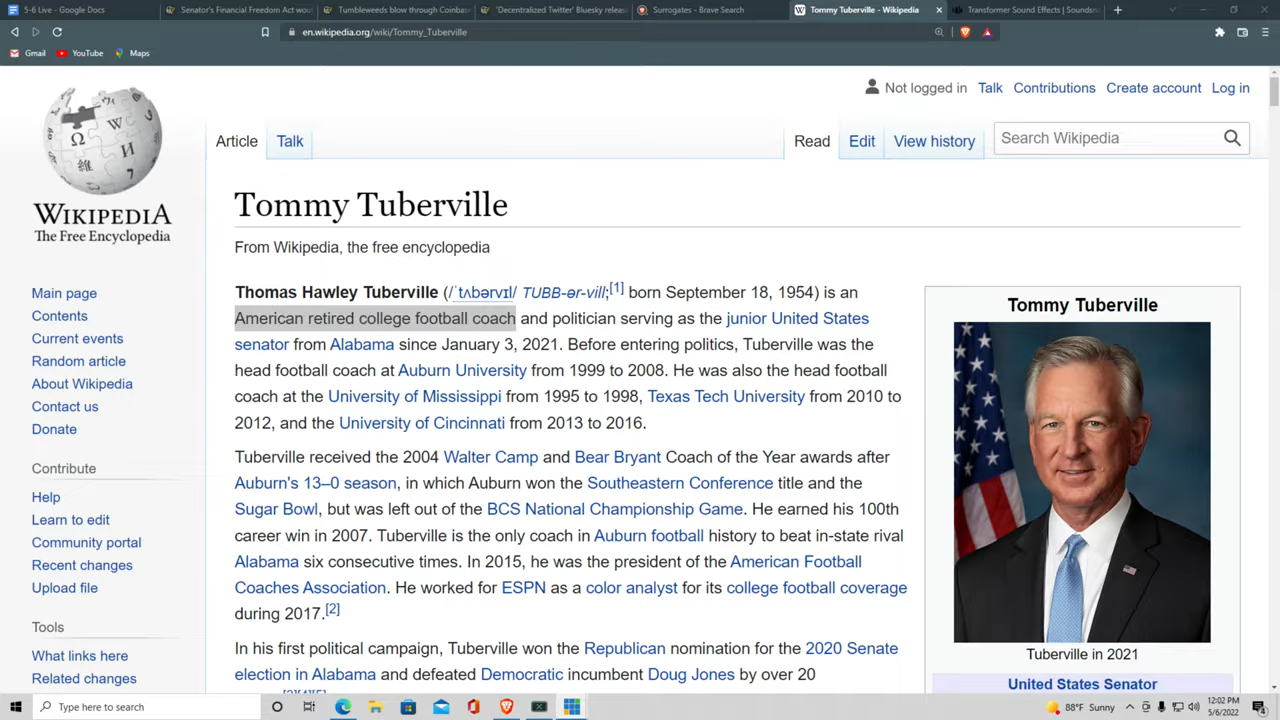 5-6 Live - Google Docs
Senator's Financial Freedom Act wou
Tumbleweeds blow through Coinbas
'Decentralized Twitter' Bluesky releas
Surrogates - Brave Search
Tommy Tuberville - Wikipedia
Transformer Sound Effects | Soundsn
en.wikipedia.org/wiki/Tommy_Tuberville
Gmail YouTube Maps
Not logged in Talk Contributions Create account Log in
Article Talk Read Edit View history Search Wikipedia
WIKIPEDIA
The Free Encyclopedia
Main page
Contents
Current events
Random article
About Wikipedia
Contact us
Donate
Contribute
Help
Learn to edit
Community portal
Recent changes
Upload file
Tools
What links here
Related changes
Tommy Tuberville
From Wikipedia, the free encyclopedia
Thomas Hawley Tuberville (/ˈtʌbərvɪl/ TUBB-ər-vill;[1] born September 18, 1954) is an
American retired college football coach and politician serving as the junior United States
senator from Alabama since January 3, 2021. Before entering politics, Tuberville was the
head football coach at Auburn University from 1999 to 2008. He was also the head football
coach at the University of Mississippi from 1995 to 1998, Texas Tech University from 2010 to
2012, and the University of Cincinnati from 2013 to 2016.
Tuberville received the 2004 Walter Camp and Bear Bryant Coach of the Year awards after
Auburn's 13–0 season, in which Auburn won the Southeastern Conference title and the
Sugar Bowl, but was left out of the BCS National Championship Game. He earned his 100th
career win in 2007. Tuberville is the only coach in Auburn football history to beat in-state rival
Alabama six consecutive times. In 2015, he was the president of the American Football
Coaches Association. He worked for ESPN as a color analyst for its college football coverage
during 2017.[2]
In his first political campaign, Tuberville won the Republican nomination for the 2020 Senate
election in Alabama and defeated Democratic incumbent Doug Jones by over 20
Tommy Tuberville
Tuberville in 2021
United States Senator
Type here to search
88°F Sunny
12:02 PM
5/6/2022